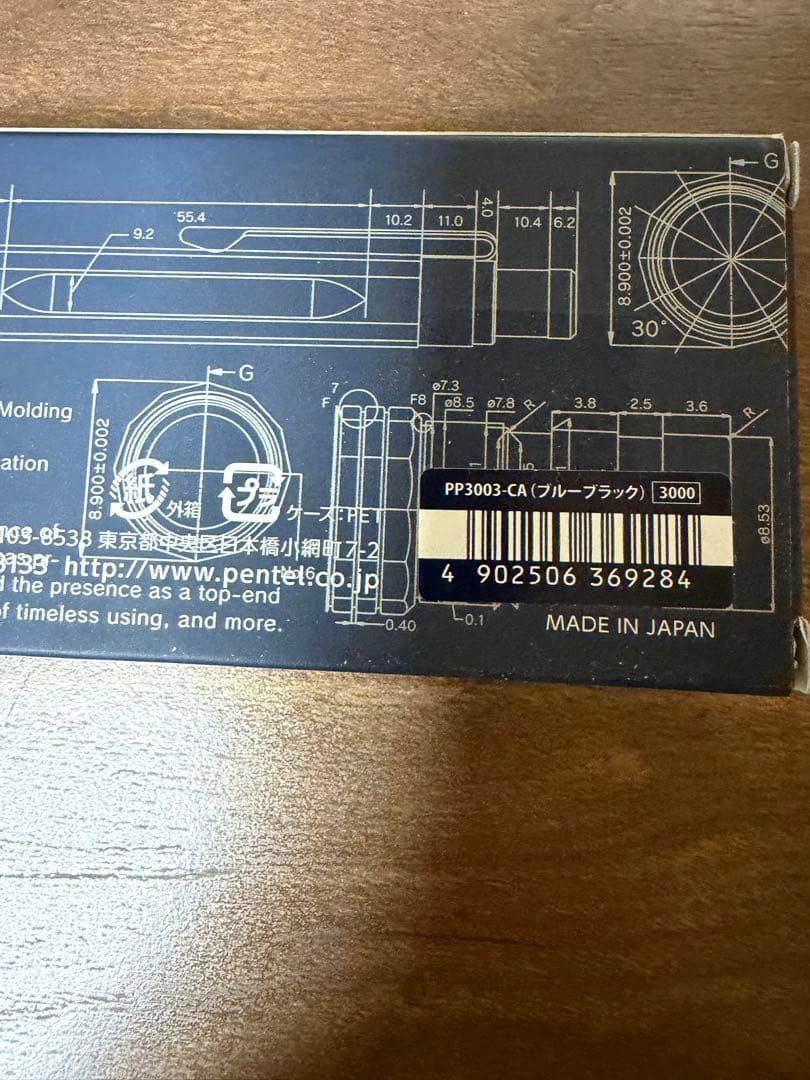 G
55.4
10.2
11.0
4.0
10.4
6.2
9.2
8.900±0.002
30°
G
7
F
F8
ø7.3
ø8.5
ø7.8
R
3.8
2.5
3.6
R
Molding
ation
8.900±0.002
紙
外箱
プラ
ケース:PET
PP3003-CA(ブルーブラック) 3000
ø8.53
103-8538 東京都中央区日本橋小網町7-2
nce of
8133 http://www.pentel.co.jp
d the presence as a top-end
of timeless using, and more.
4 902506 369284
0.40
0.1
MADE IN JAPAN